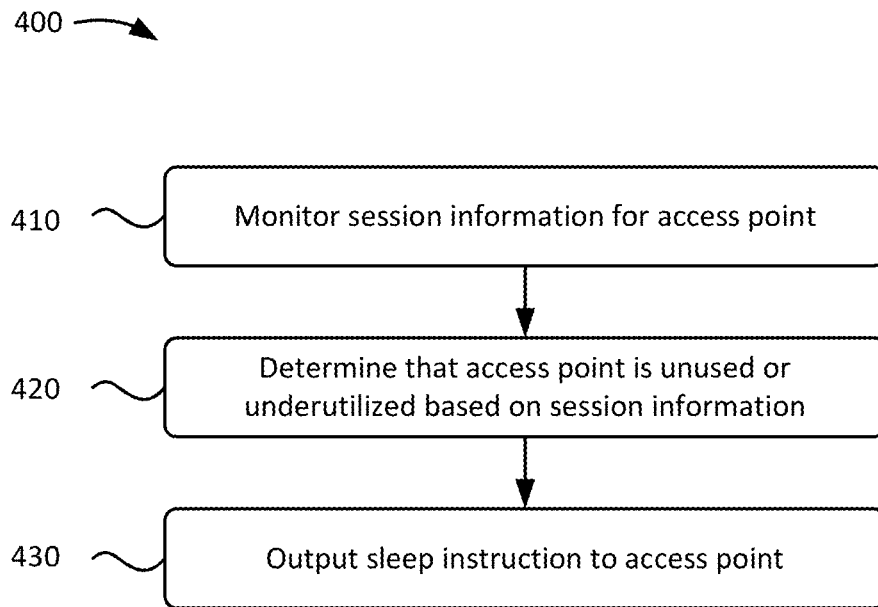 400
410
Monitor session information for access point
420
Determine that access point is unused or
underutilized based on session information
430
Output sleep instruction to access point